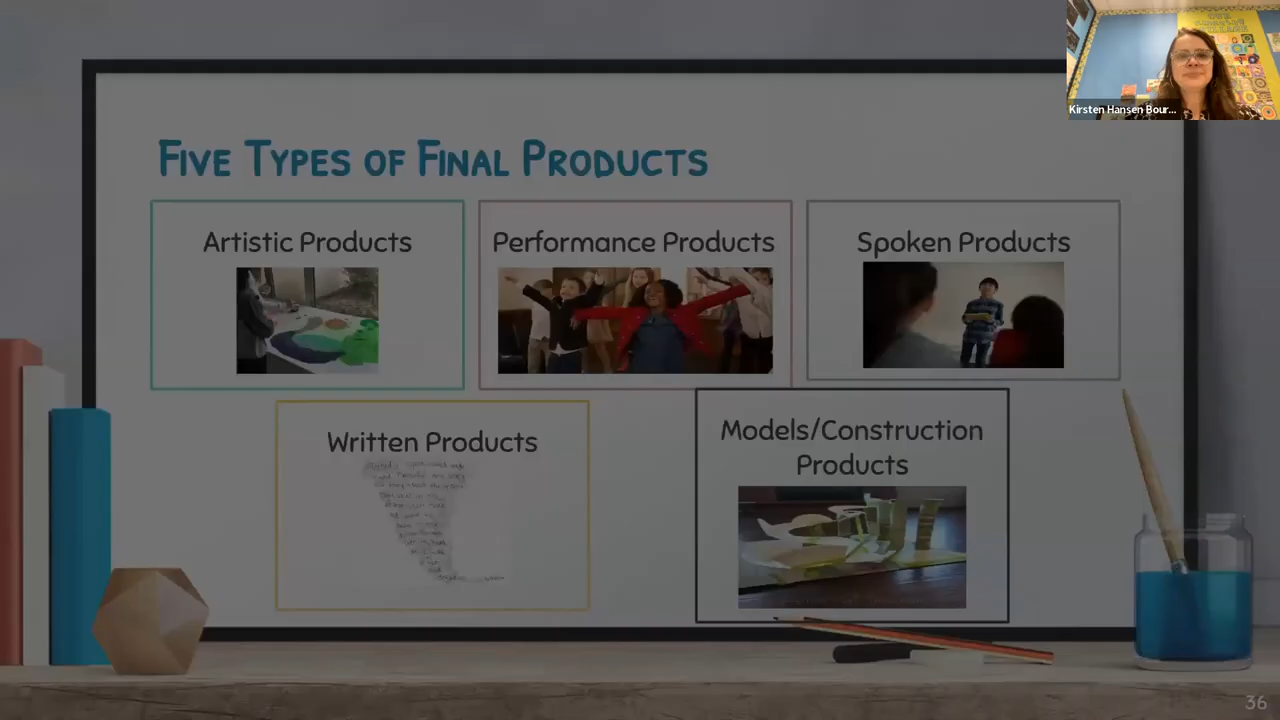 Five Types of Final Products
Artistic Products
Performance Products
Spoken Products
Written Products
Models/Construction
Products
Kirsten Hansen Bour...
36